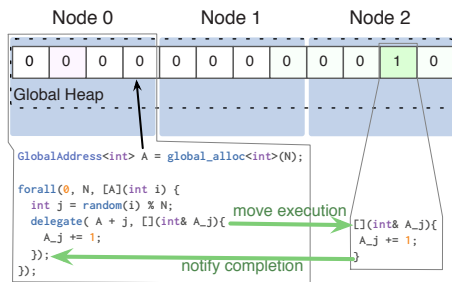 Node 0 Node 1 Node 2
0 0 0 0 0 0 0 0 0 0 1 0
Global Heap
GlobalAddress<int> A = global_alloc<int>(N);
forall(0, N, [A](int i) {
int j = random(i) % N;
delegate( A + j, [](int& A_j){
A_j += 1;
});
});
move execution
[](int& A_j){
A_j += 1;
}
notify completion